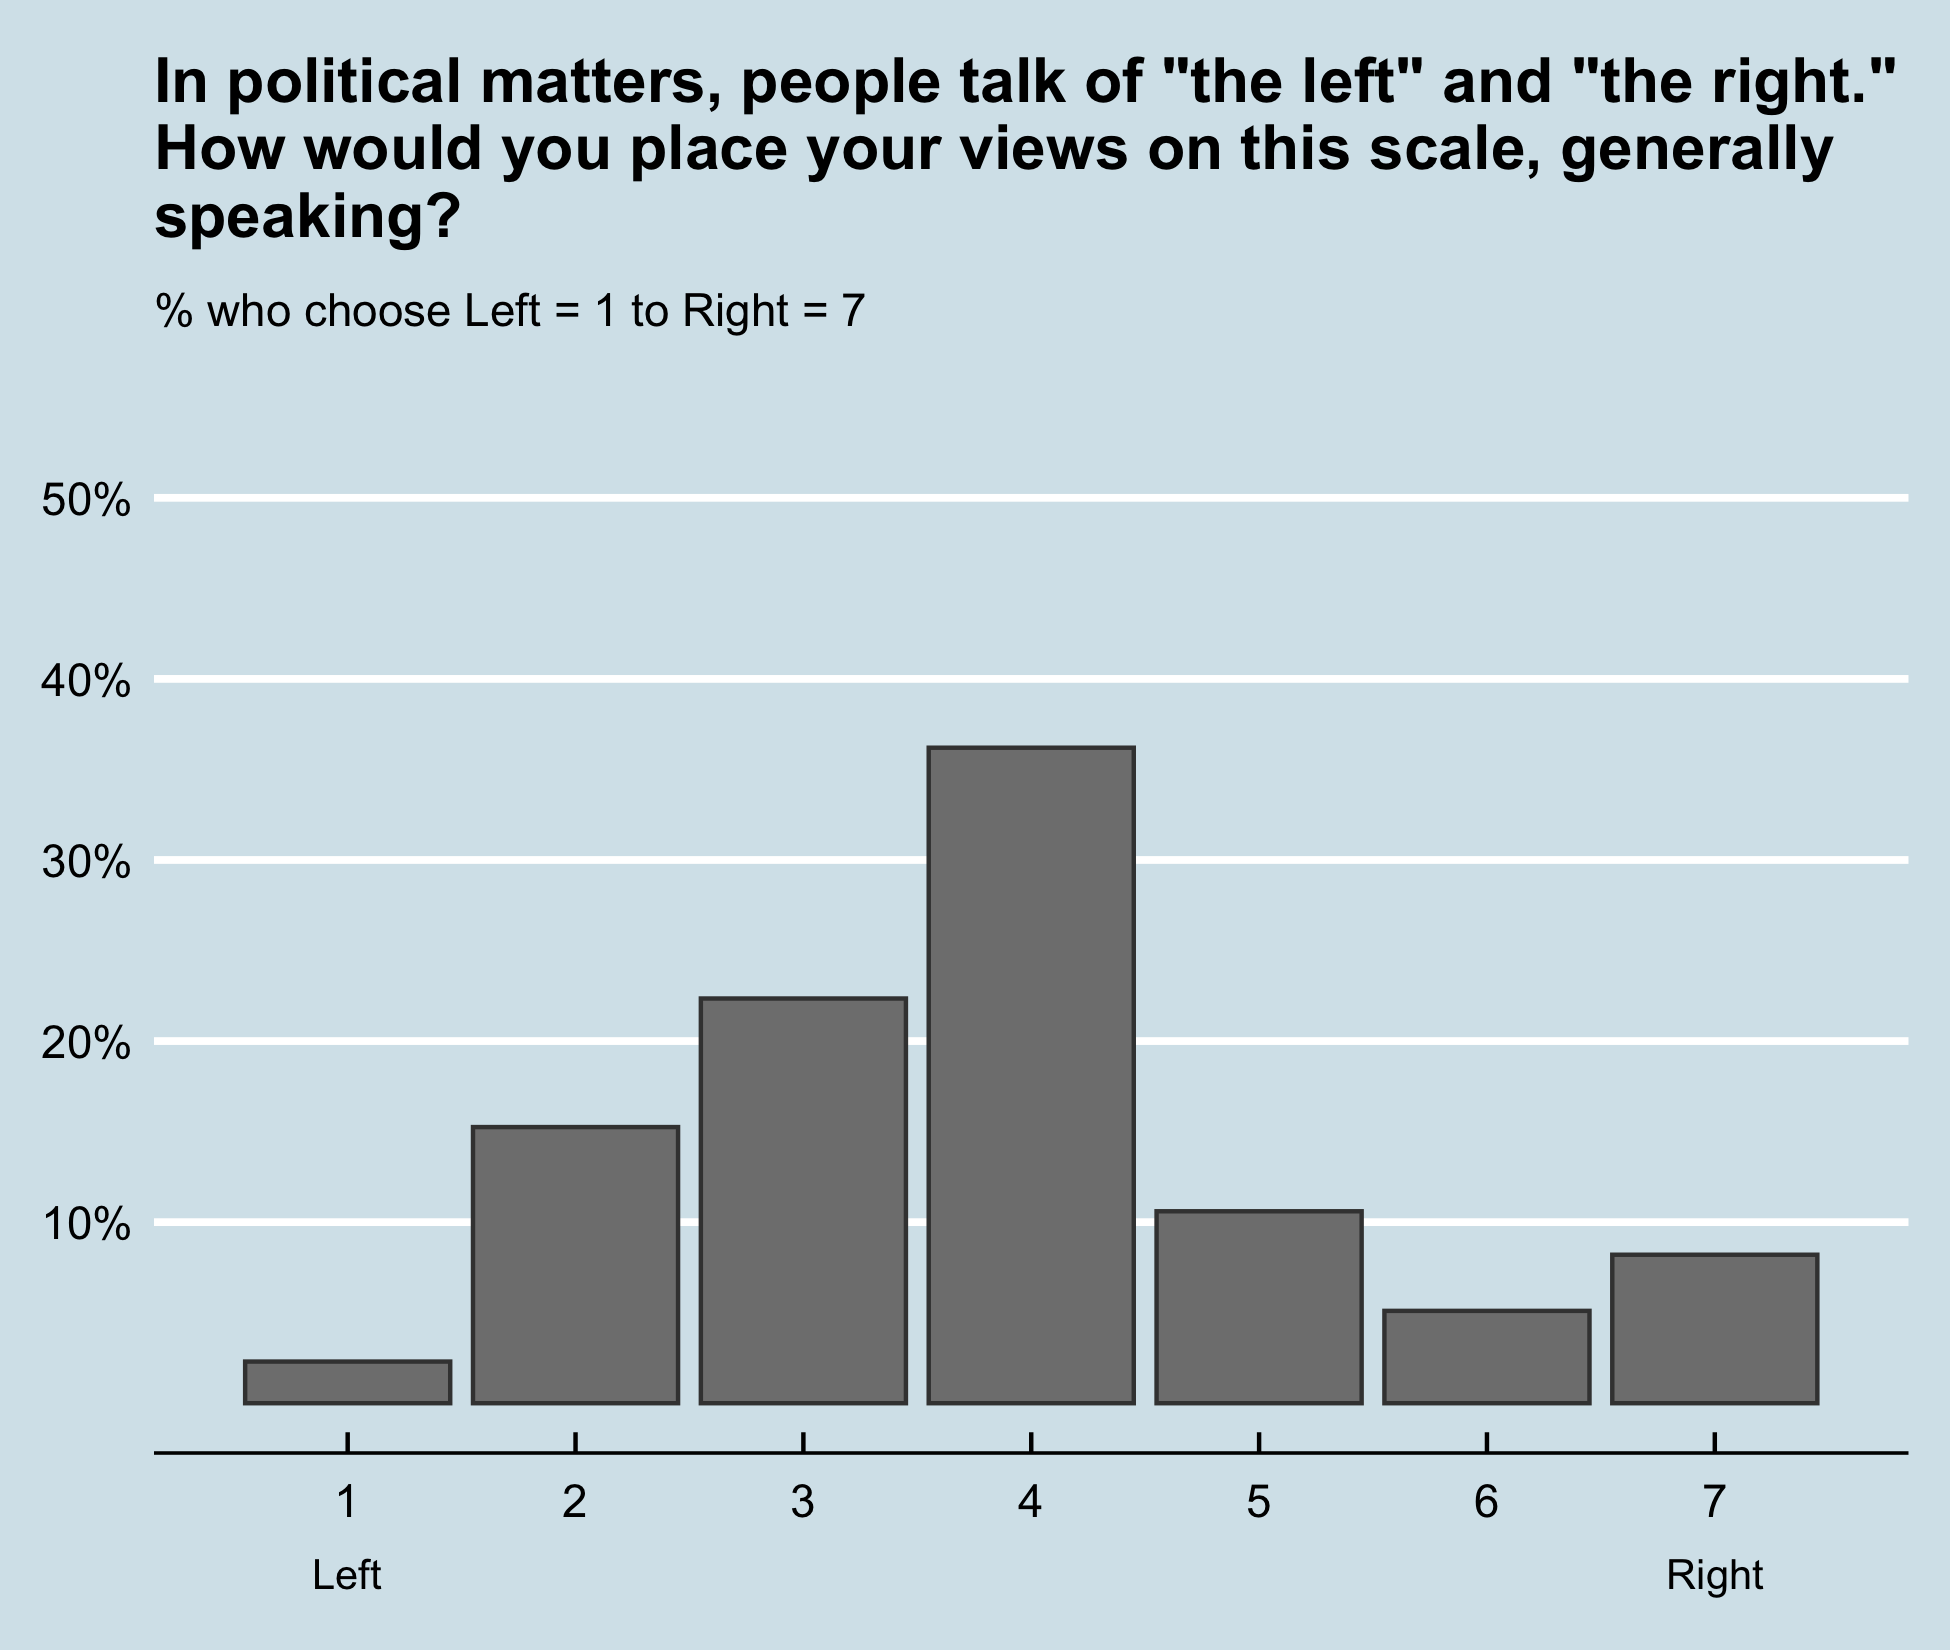 In political matters, people talk of "the left" and "the right."
How would you place your views on this scale, generally
speaking?
% who choose Left = 1 to Right = 7
50%
40%
30%
20%
10%
1 2 3 4 5 6 7
Left Right